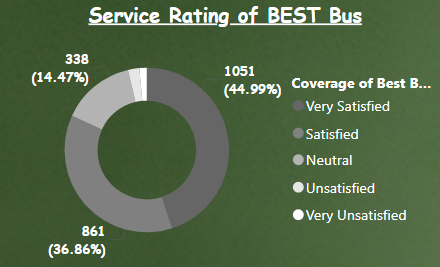 Service Rating of BEST Bus
338
(14.47%)
1051
(44.99%)
861
(36.86%)
Coverage of Best B...
Very Satisfied
Satisfied
Neutral
Unsatisfied
Very Unsatisfied